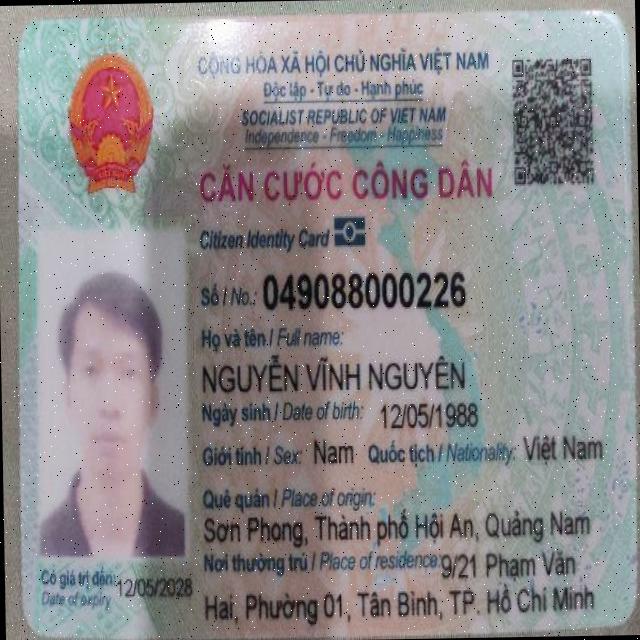 CỘNG HÒA XÃ HỘI CHỦ NGHĨA VIỆT NAM
Độc lập - Tự do - Hạnh phúc
SOCIALIST REPUBLIC OF VIET NAM
Independence - Freedom - Happiness
CĂN CƯỚC CÔNG DÂN
Citizen Identity Card
Số / No.: 049088000226
Họ và tên / Full name:
NGUYỄN VĨNH NGUYÊN
Ngày sinh / Date of birth: 12/05/1988
Giới tính / Sex: Nam Quốc tịch / Nationality: Việt Nam
Quê quán / Place of origin:
Sơn Phong, Thành phố Hội An, Quảng Nam
Nơi thường trú / Place of residence: 9/21 Phạm Văn
Hai, Phường 01, Tân Bình, TP. Hồ Chí Minh
Có giá trị đến: 12/05/2028
Date of expiry